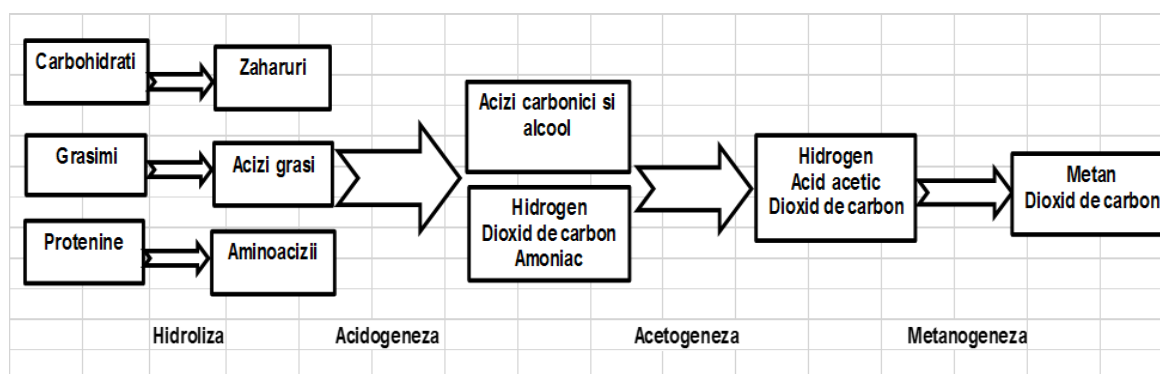 Carbohidrati
Zaharuri
Grasimi
Acizi grasi
Protenine
Aminoacizii
Acizi carbonici si
alcool
Hidrogen
Dioxid de carbon
Amoniac
Hidrogen
Acid acetic
Dioxid de carbon
Metan
Dioxid de carbon
Hidroliza
Acidogeneza
Acetogeneza
Metanogeneza